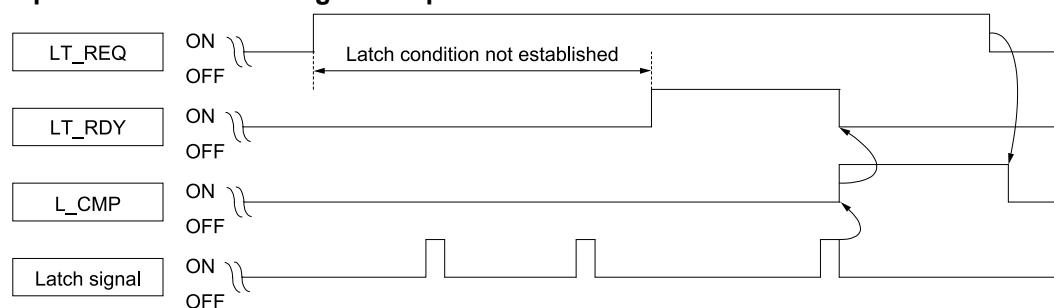 LT_REQ
ON
OFF
Latch condition not established
LT_RDY
ON
OFF
L_CMP
ON
OFF
Latch signal
ON
OFF